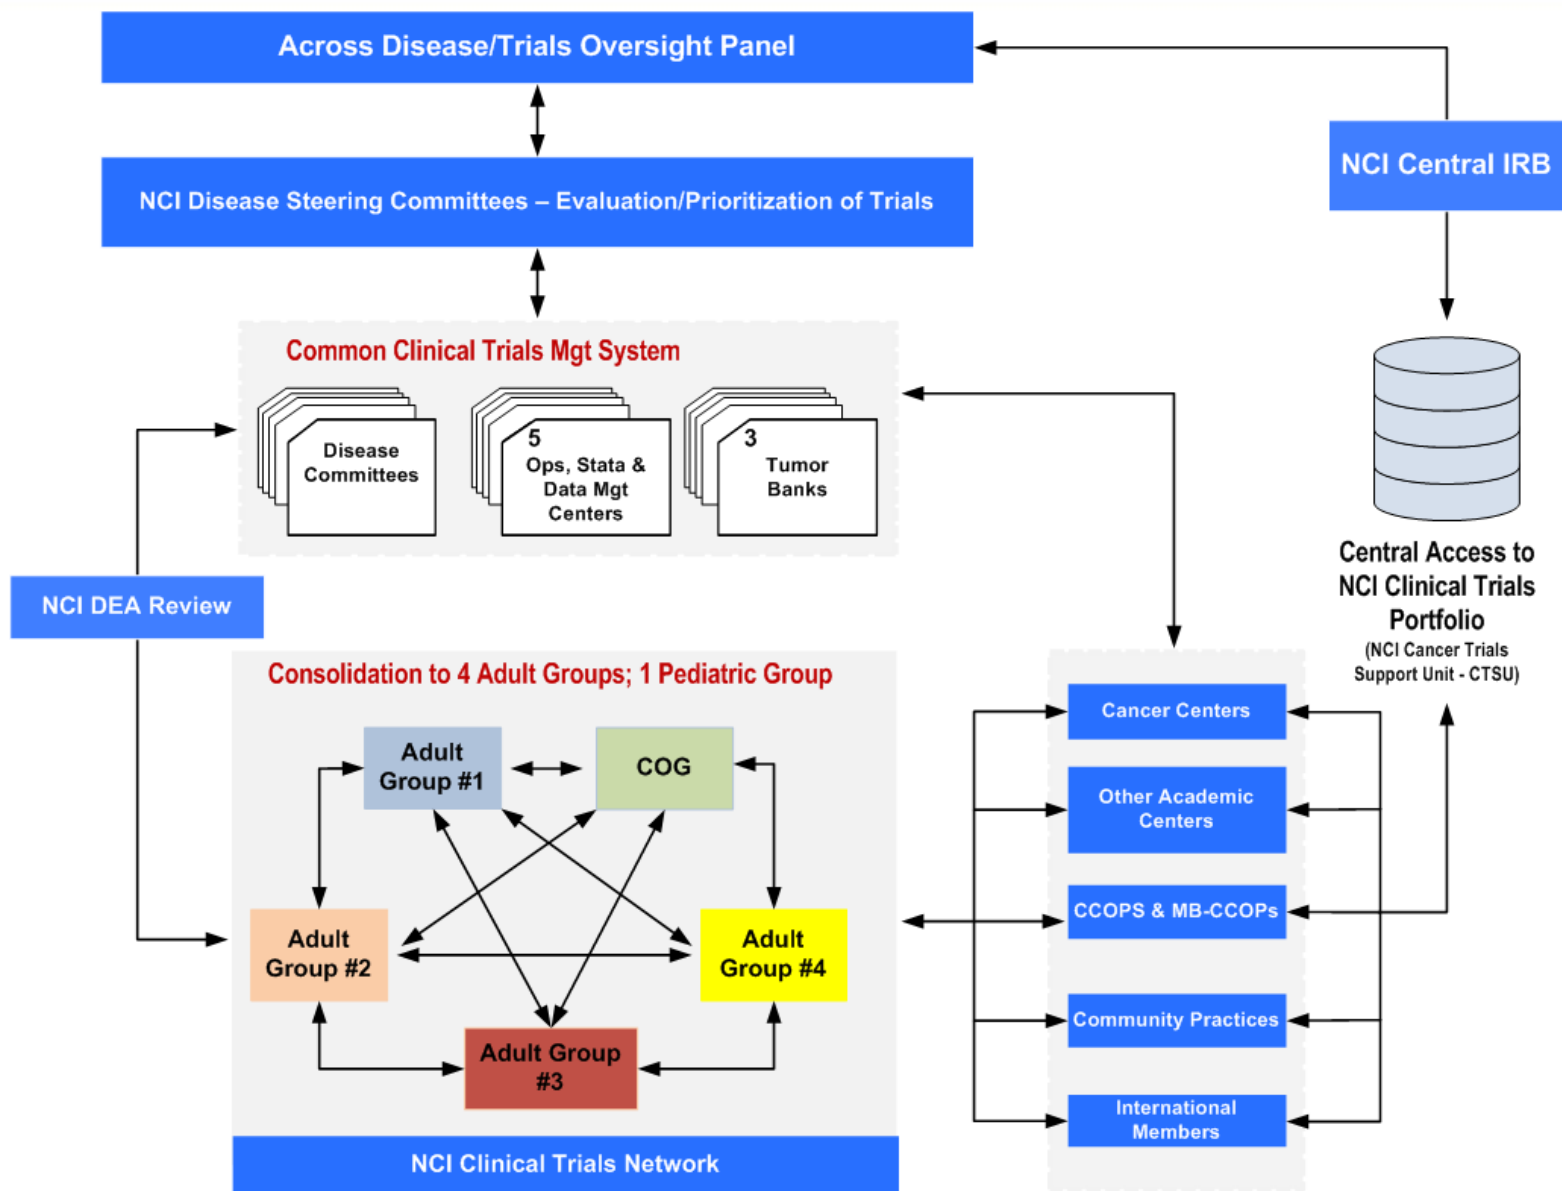 Across Disease/Trials Oversight Panel
NCI Central IRB
NCI Disease Steering Committees – Evaluation/Prioritization of Trials
Common Clinical Trials Mgt System
Disease
Committees
5
Ops, Stata &
Data Mgt
Centers
3
Tumor
Banks
Central Access to
NCI Clinical Trials
Portfolio
(NCI Cancer Trials
Support Unit - CTSU)
NCI DEA Review
Consolidation to 4 Adult Groups; 1 Pediatric Group
Adult
Group #1
COG
Adult
Group #2
Adult
Group #4
Adult Group
#3
NCI Clinical Trials Network
Cancer Centers
Other Academic
Centers
CCOPS & MB-CCOPs
Community Practices
International
Members